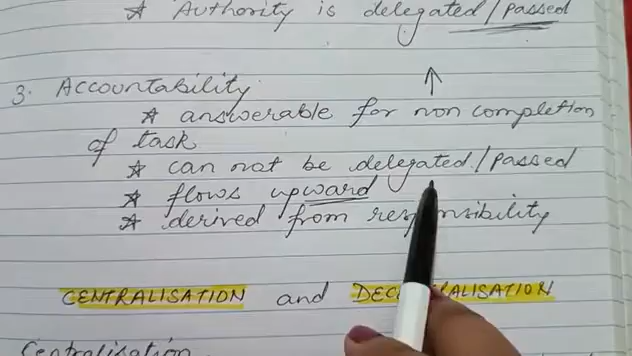 * Authority is delegated/passed
3. Accountability
* answerable for non completion
of task
* can not be delegated/passed
* flows upward
* derived from responsibility
CENTRALISATION and DECENTRALISATION
Centralisation